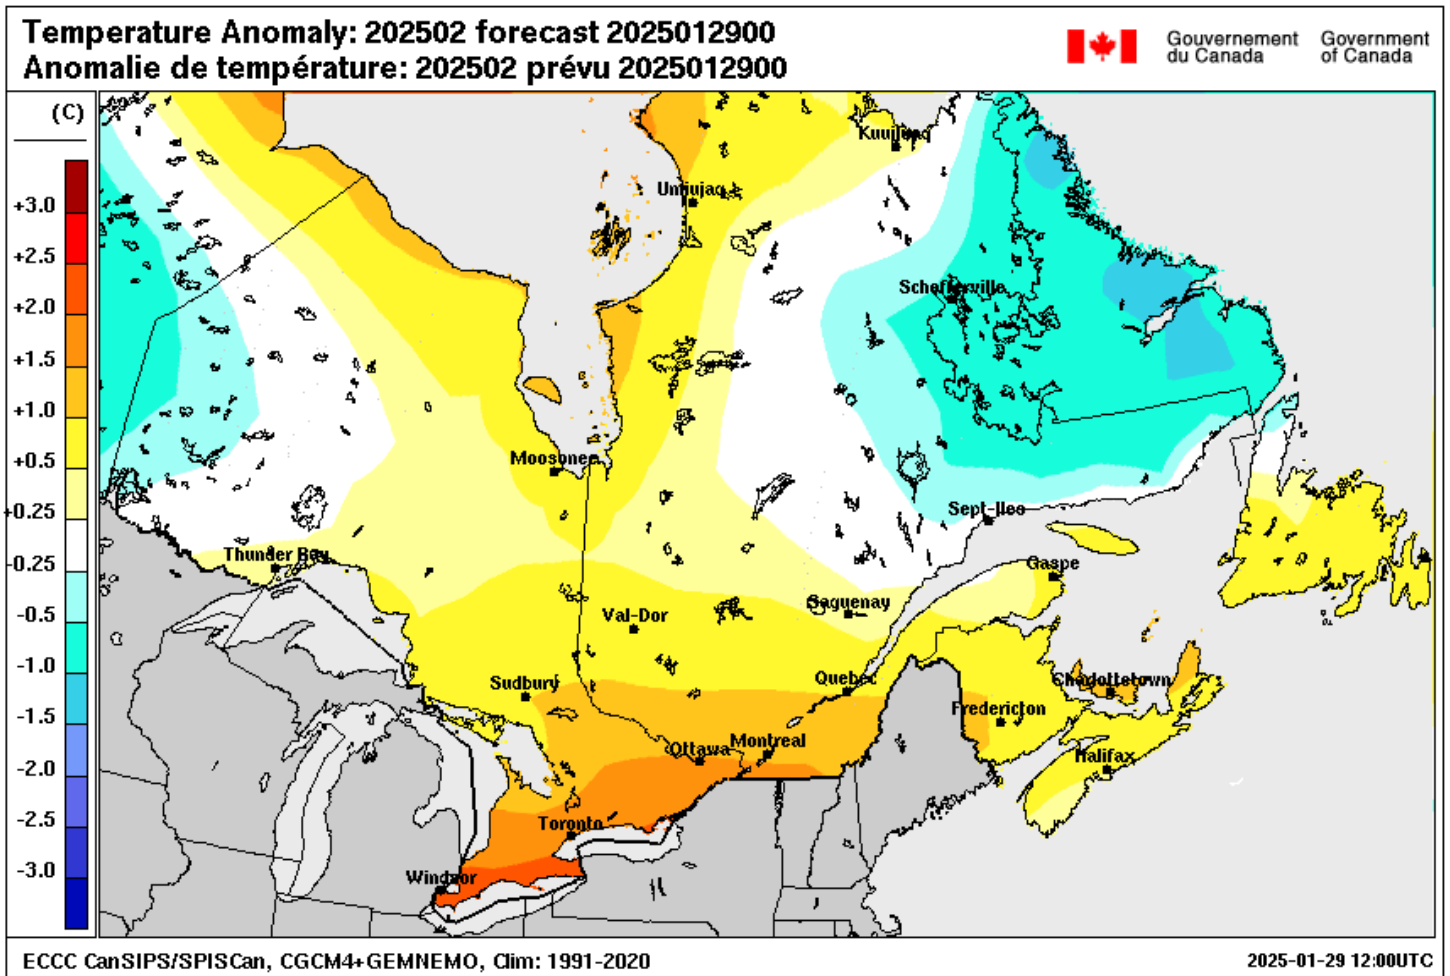 Temperature Anomaly: 202502 forecast 2025012900
Anomalie de température: 202502 prévu 2025012900
Gouvernement du Canada
Government of Canada
(C)
+3.0
+2.5
+2.0
+1.5
+1.0
+0.5
+0.25
-0.25
-0.5
-1.0
-1.5
-2.0
-2.5
-3.0
Kuujjuaq
Umiujaq
Schefferville
Moosonee
Sept-Iles
Thunder Bay
Gaspe
Saguenay
Val-Dor
Sudbury
Quebec
Charlottetown
Fredericton
Ottawa
Montreal
Halifax
Toronto
Windsor
ECCC CanSIPS/SPISCan, CGCM4+GEMNEMO, Clim: 1991-2020
2025-01-29 12:00UTC